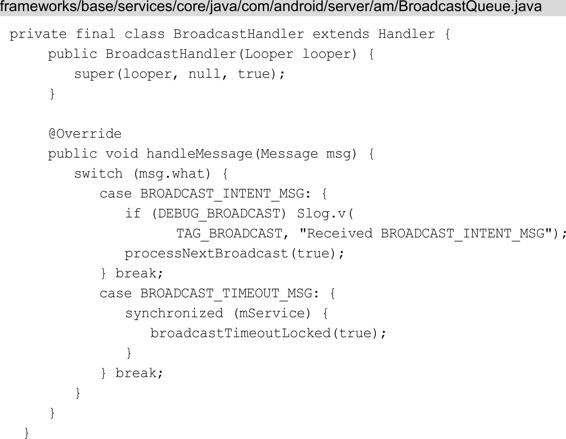 frameworks/base/services/core/java/com/android/server/am/BroadcastQueue.java
private final class BroadcastHandler extends Handler {
public BroadcastHandler(Looper looper) {
super(looper, null, true);
}
@Override
public void handleMessage(Message msg) {
switch (msg.what) {
case BROADCAST_INTENT_MSG: {
if (DEBUG_BROADCAST) Slog.v(
TAG_BROADCAST, "Received BROADCAST_INTENT_MSG");
processNextBroadcast(true);
} break;
case BROADCAST_TIMEOUT_MSG: {
synchronized (mService) {
broadcastTimeoutLocked(true);
}
} break;
}
}
}